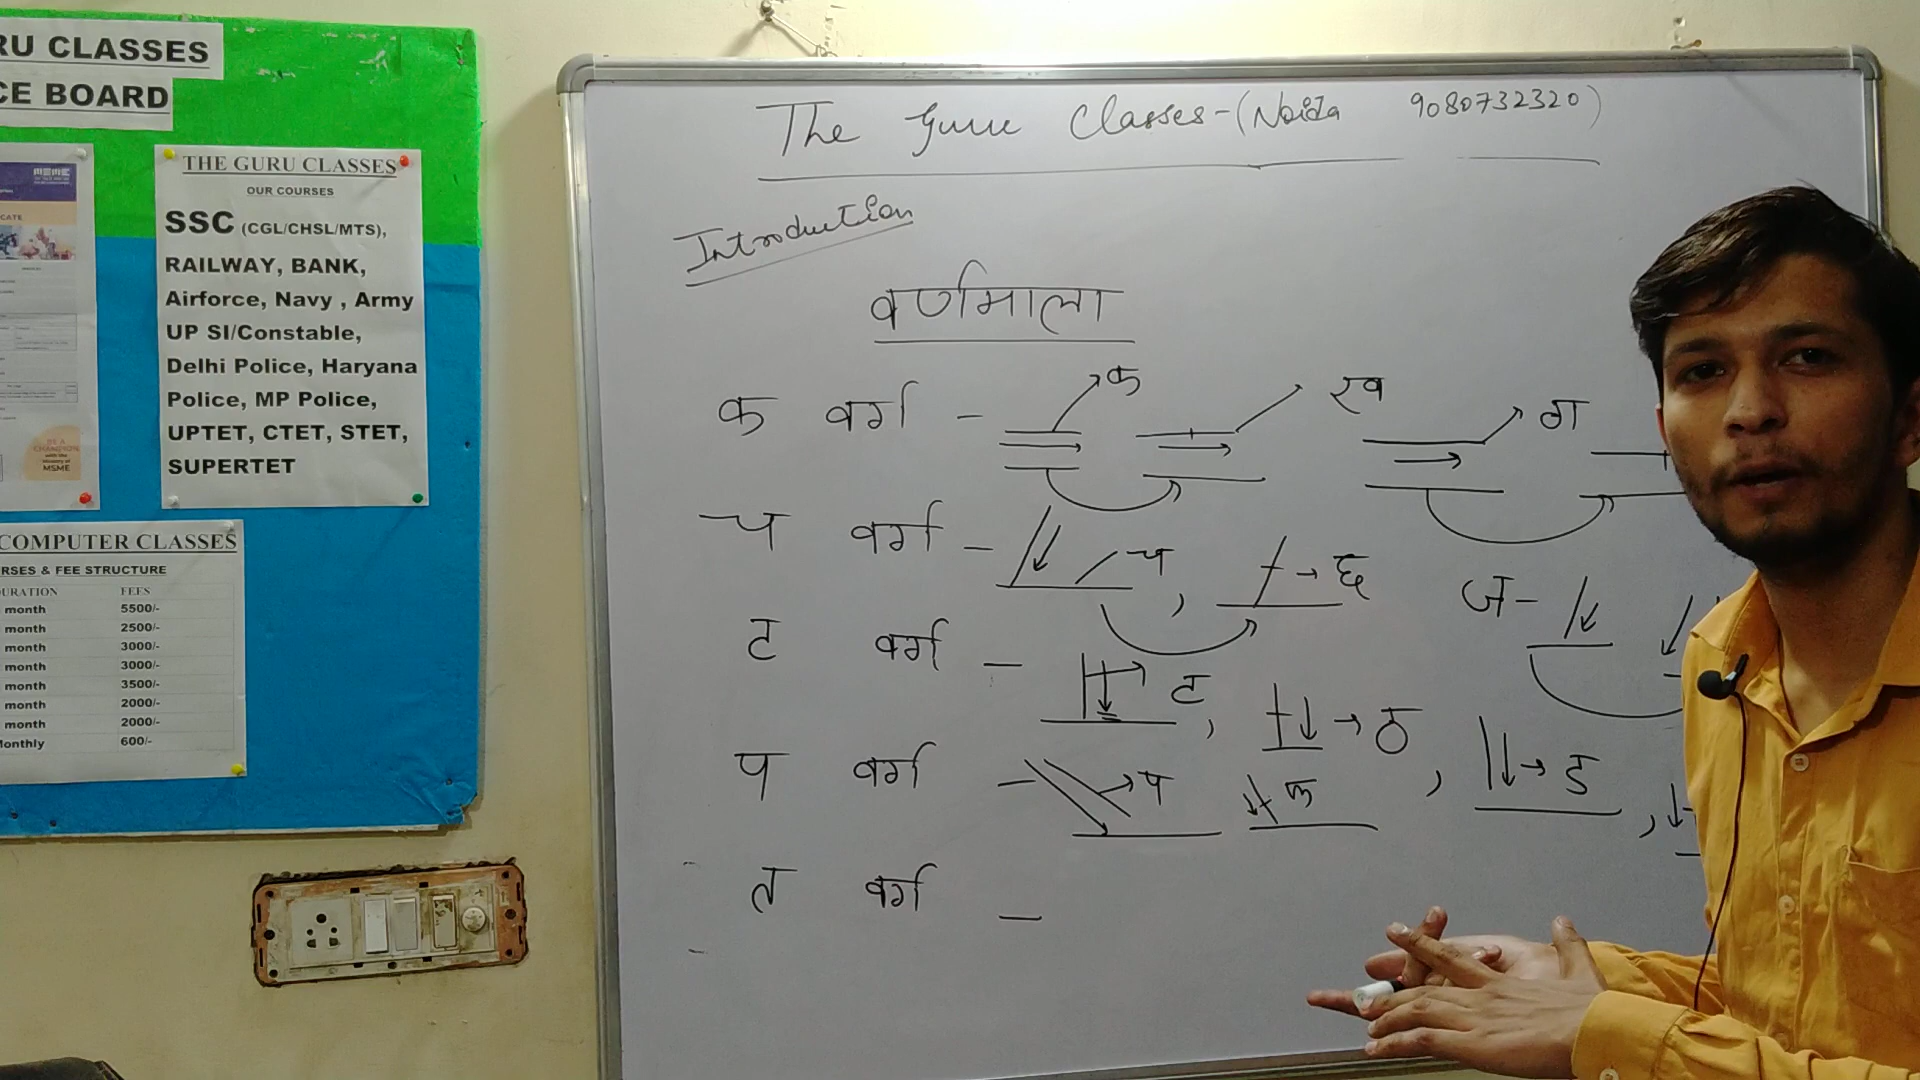 RU CLASSES
CE BOARD
THE GURU CLASSES
OUR COURSES
SSC (CGL/CHSL/MTS),
RAILWAY, BANK,
Airforce, Navy , Army
UP SI/Constable,
Delhi Police, Haryana
Police, MP Police,
UPTET, CTET, STET,
SUPERTET
COMPUTER CLASSES
RSES & FEE STRUCTURE
DURATION FEES
month 5500/-
month 2500/-
month 3000/-
month 3000/-
month 3500/-
month 2000/-
month 2000/-
Monthly 600/-
The Guru Classes-(Noida 9080732320)
Introduction
वर्णमाला
क वर्ग - क ख ग
च वर्ग - च, छ ज-
ट वर्ग - ट, ठ, ड,
प वर्ग - प फ
त वर्ग -